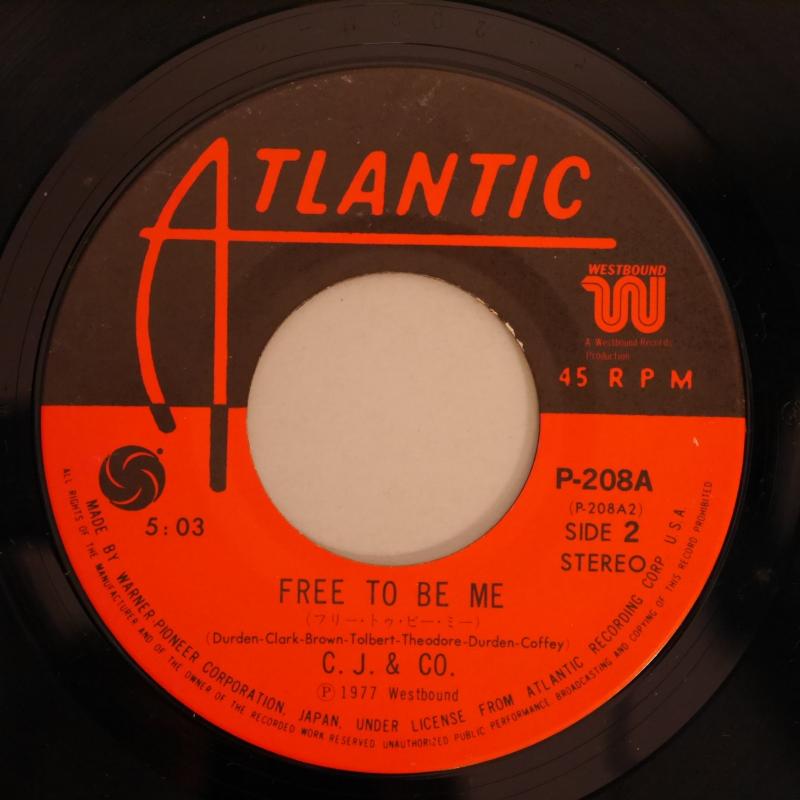 ATLANTIC
WESTBOUND
A Westbound Records
Production
45 RPM
P-208A
(P-208A2)
SIDE 2
STEREO
5:03
FREE TO BE ME
(フリー・トゥ・ビー・ミー)
(Durden-Clark-Brown-Tolbert-Theodore-Durden-Coffey)
C. J. & CO.
Ⓟ 1977 Westbound
MADE BY WARNER-PIONEER CORPORATION, JAPAN, UNDER LICENSE FROM ATLANTIC RECORDING CORP. U.S.A.
ALL RIGHTS OF THE MANUFACTURER AND OF THE OWNER OF THE RECORDED WORK RESERVED UNAUTHORIZED PUBLIC PERFORMANCE BROADCASTING AND COPYING OF THIS RECORD PROHIBITED